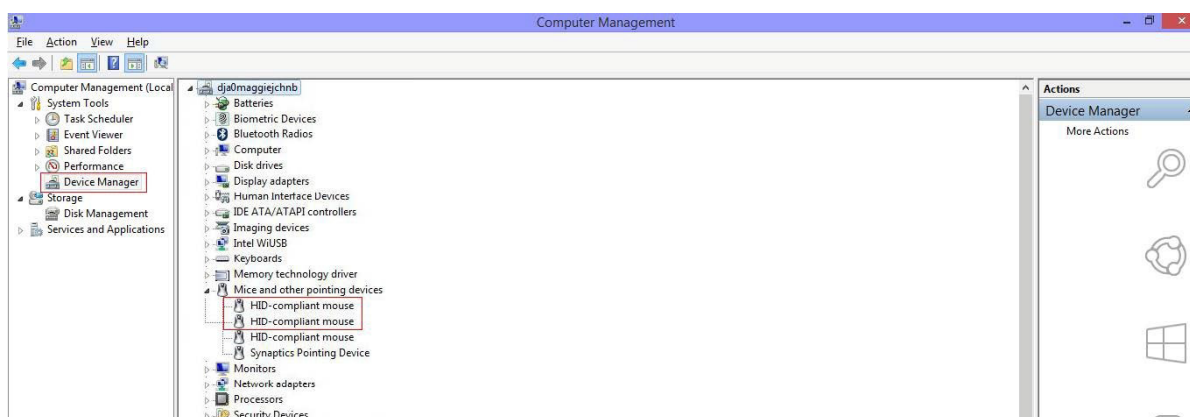 Computer Management
File Action View Help
Computer Management (Local
System Tools
Task Scheduler
Event Viewer
Shared Folders
Performance
Device Manager
Storage
Disk Management
Services and Applications
dja0maggiejchnb
Batteries
Biometric Devices
Bluetooth Radios
Computer
Disk drives
Display adapters
Human Interface Devices
IDE ATA/ATAPI controllers
Imaging devices
Intel WiUSB
Keyboards
Memory technology driver
Mice and other pointing devices
HID-compliant mouse
HID-compliant mouse
HID-compliant mouse
Synaptics Pointing Device
Monitors
Network adapters
Processors
Security Devices
Actions
Device Manager
More Actions